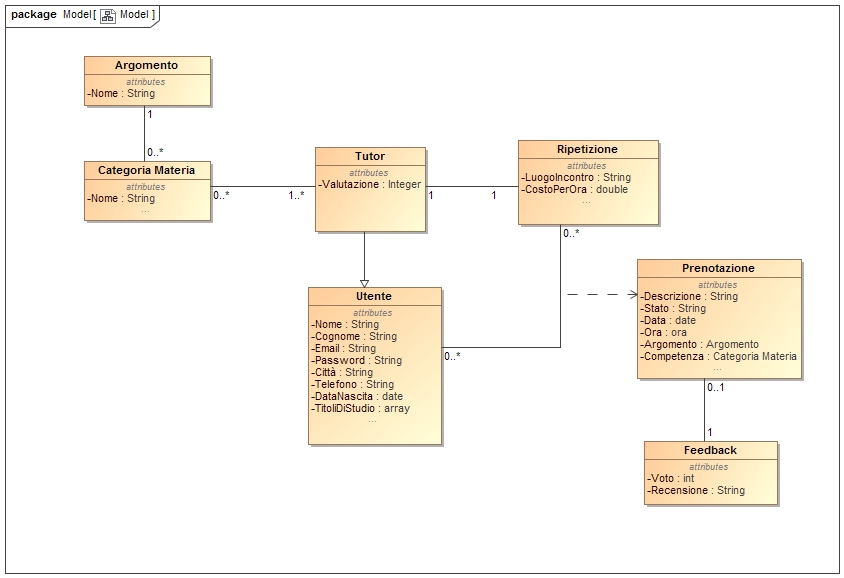 package Model [ Model ]
Argomento
attributes
-Nome : String
1
0..*
Categoria Materia
attributes
-Nome : String
...
0..*
1..*
Tutor
attributes
-Valutazione : Integer
1
1
Ripetizione
attributes
-LuogoIncontro : String
-CostoPerOra : double
...
0..*
Utente
attributes
-Nome : String
-Cognome : String
-Email : String
-Password : String
-Città : String
-Telefono : String
-DataNascita : date
-TitoliDiStudio : array
...
0..*
Prenotazione
attributes
-Descrizione : String
-Stato : String
-Data : date
-Ora : ora
-Argomento : Argomento
-Competenza : Categoria Materia
...
0..1
1
Feedback
attributes
-Voto : int
-Recensione : String